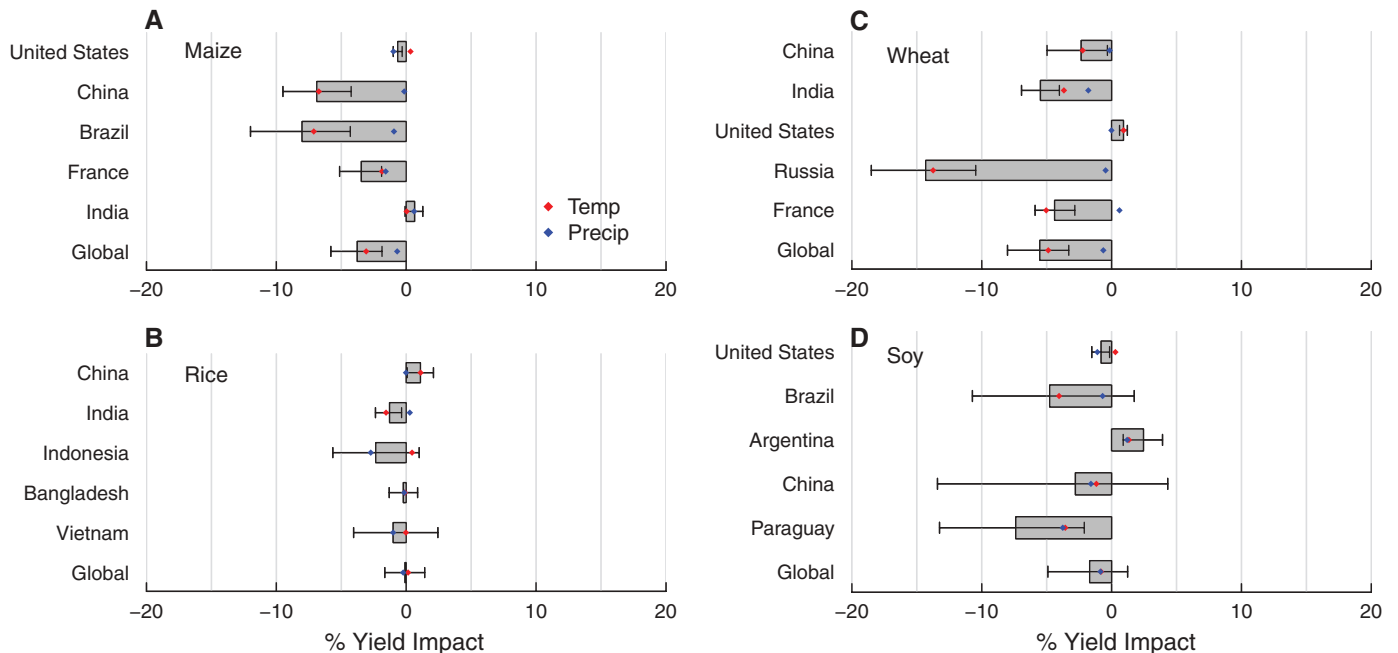 A
Maize
United States
China
Brazil
France
India
Global
Temp
Precip
−20 −10 0 10 20
B
Rice
China
India
Indonesia
Bangladesh
Vietnam
Global
−20 −10 0 10 20
% Yield Impact
C
Wheat
China
India
United States
Russia
France
Global
−20 −10 0 10 20
D
Soy
United States
Brazil
Argentina
China
Paraguay
Global
−20 −10 0 10 20
% Yield Impact